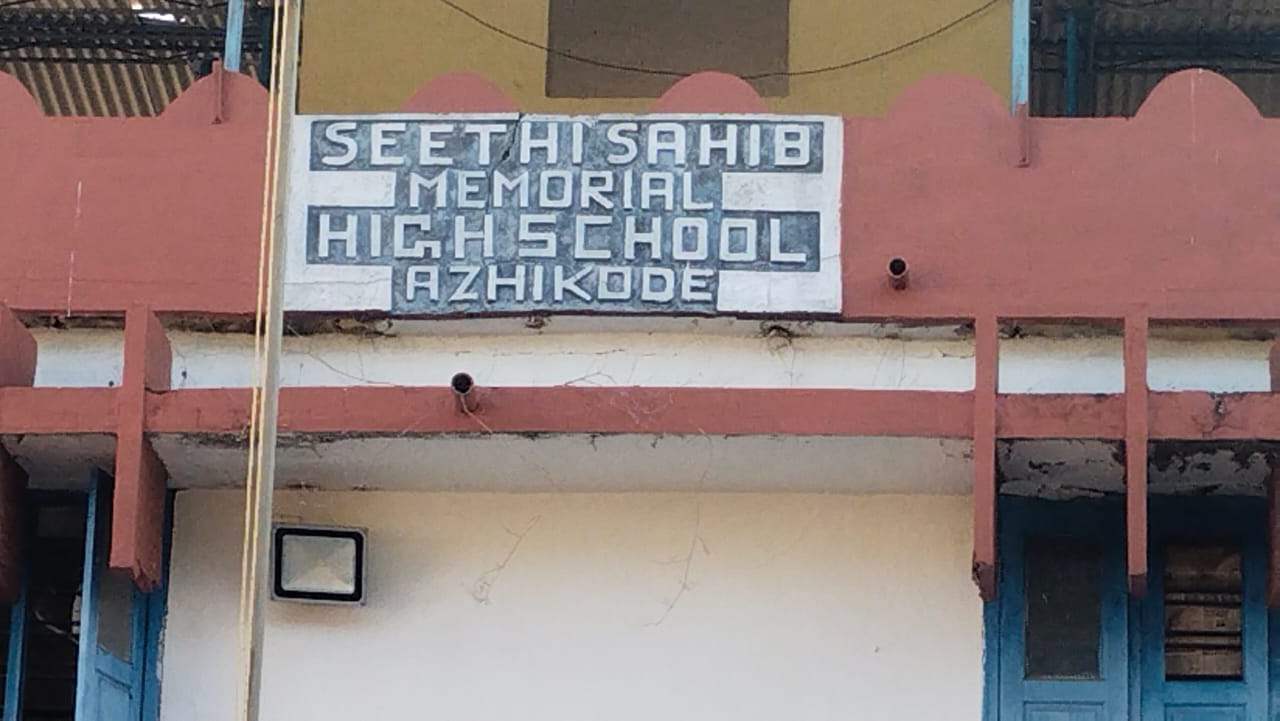 SEETHI SAHIB
MEMORIAL
HIGH SCHOOL
AZHIKODE